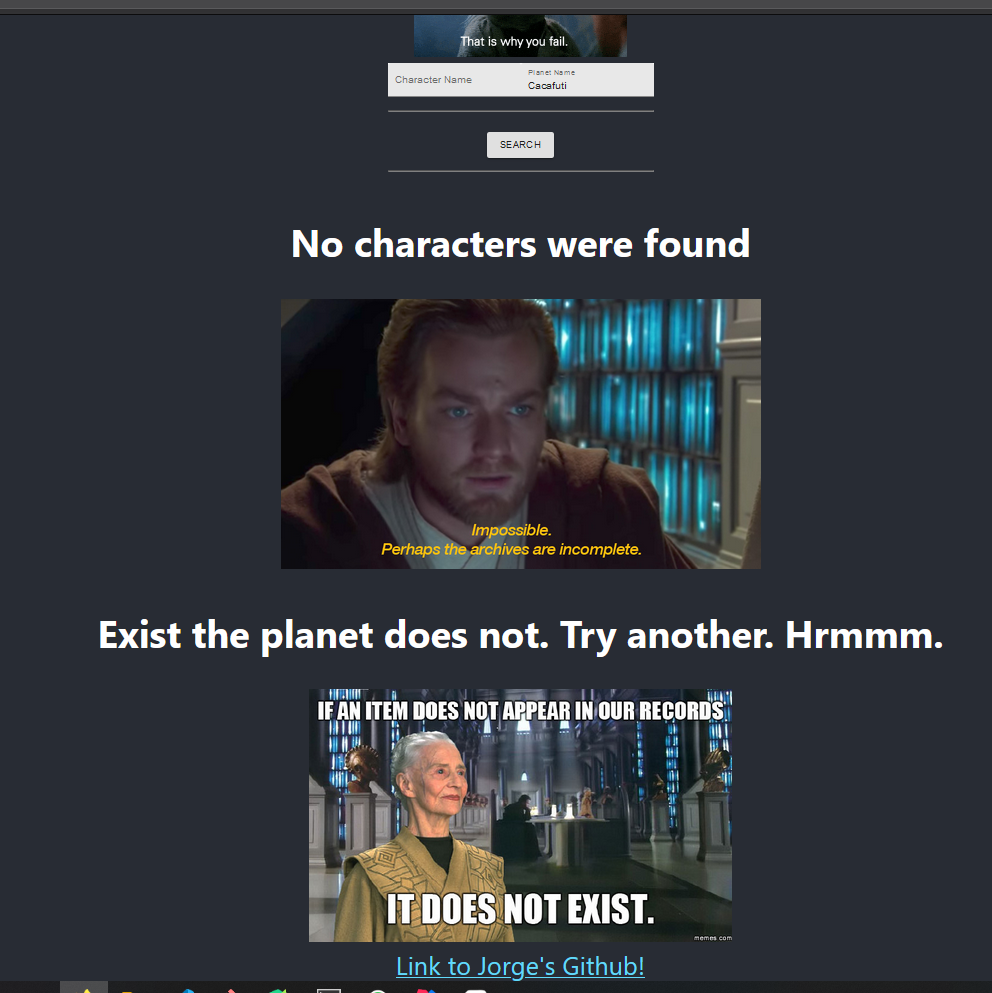 That is why you fail.
Character Name
Planet Name
Cacafuti
SEARCH
No characters were found
Impossible.
Perhaps the archives are incomplete.
Exist the planet does not. Try another. Hrmmm.
IF AN ITEM DOES NOT APPEAR IN OUR RECORDS
IT DOES NOT EXIST.
memes.com
Link to Jorge's Github!